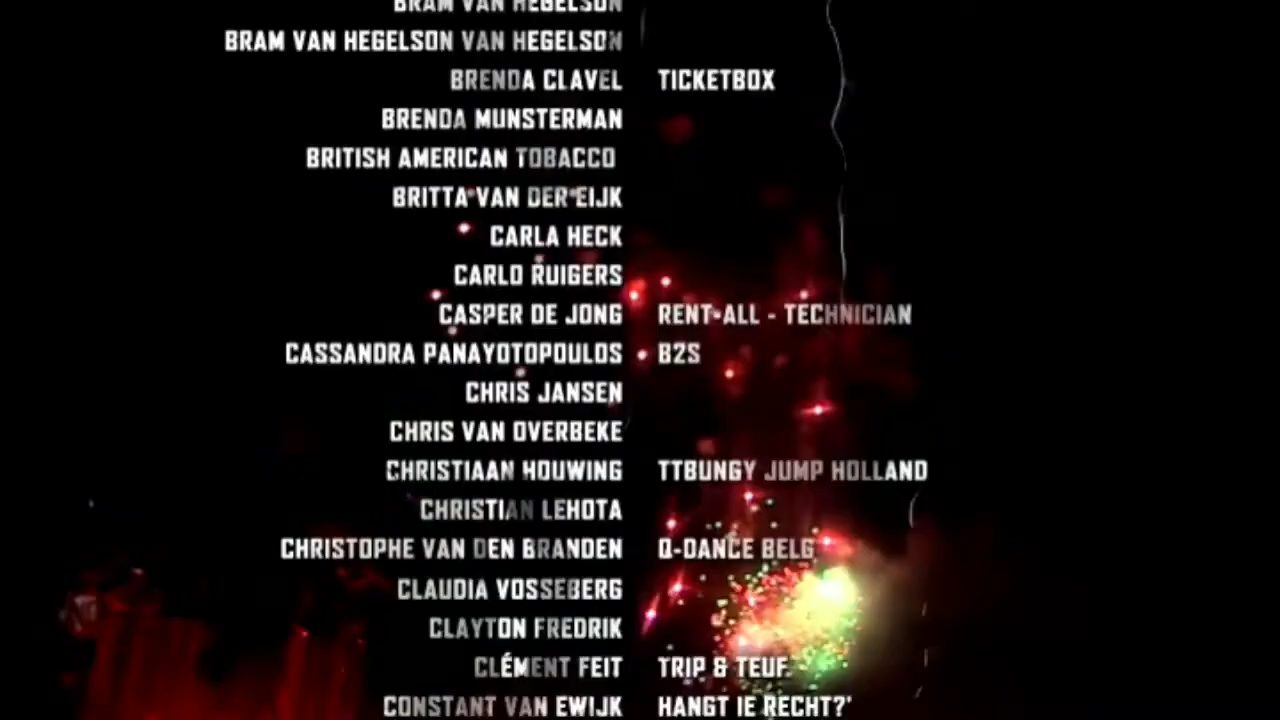 BRAM VAN HEGELSON
BRAM VAN HEGELSON VAN HEGELSON
BRENDA CLAVEL TICKETBOX
BRENDA MUNSTERMAN
BRITISH AMERICAN TOBACCO
BRITTA VAN DER EIJK
CARLA HECK
CARLO RUIGERS
CASPER DE JONG RENT-ALL - TECHNICIAN
CASSANDRA PANAYOTOPOULOS B2S
CHRIS JANSEN
CHRIS VAN OVERBEKE
CHRISTIAAN HOUWING TTBUNGY JUMP HOLLAND
CHRISTIAN LEHOTA
CHRISTOPHE VAN DEN BRANDEN Q-DANCE BELG
CLAUDIA VOSSEBERG
CLAYTON FREDRIK
CLÉMENT FEIT TRIP & TEUF
CONSTANT VAN EWIJK HANGT IE RECHT?'